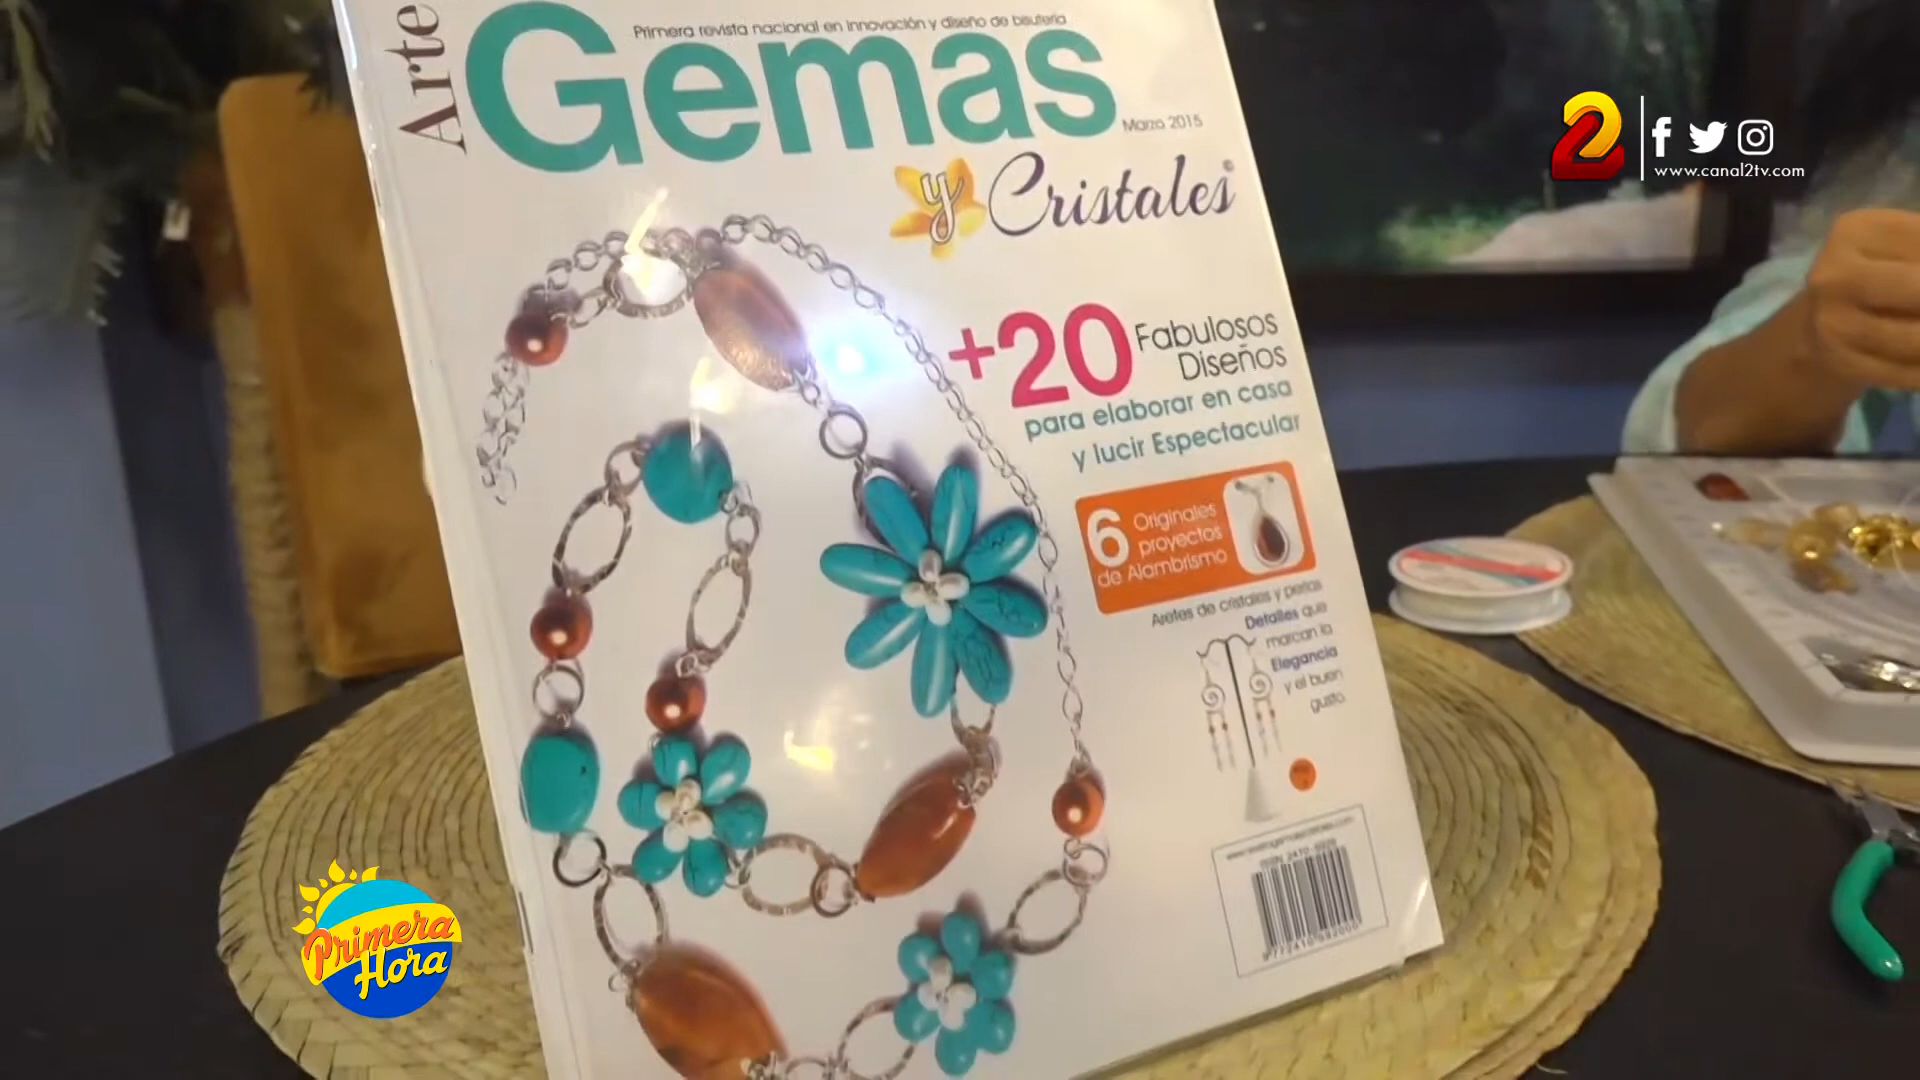 Arte
Primera revista nacional en innovación y diseño de bisutería
Gemas
Marzo 2015
y Cristales
+20 Fabulosos
Diseños
para elaborar en casa
y lucir Espectacular
6 Originales
proyectos
de Alambrismo
Aretes de cristales y perlas
Detalles que
marcan la
Elegancia
y el buen
gusto
2
www.canal2tv.com
Primera
Hora